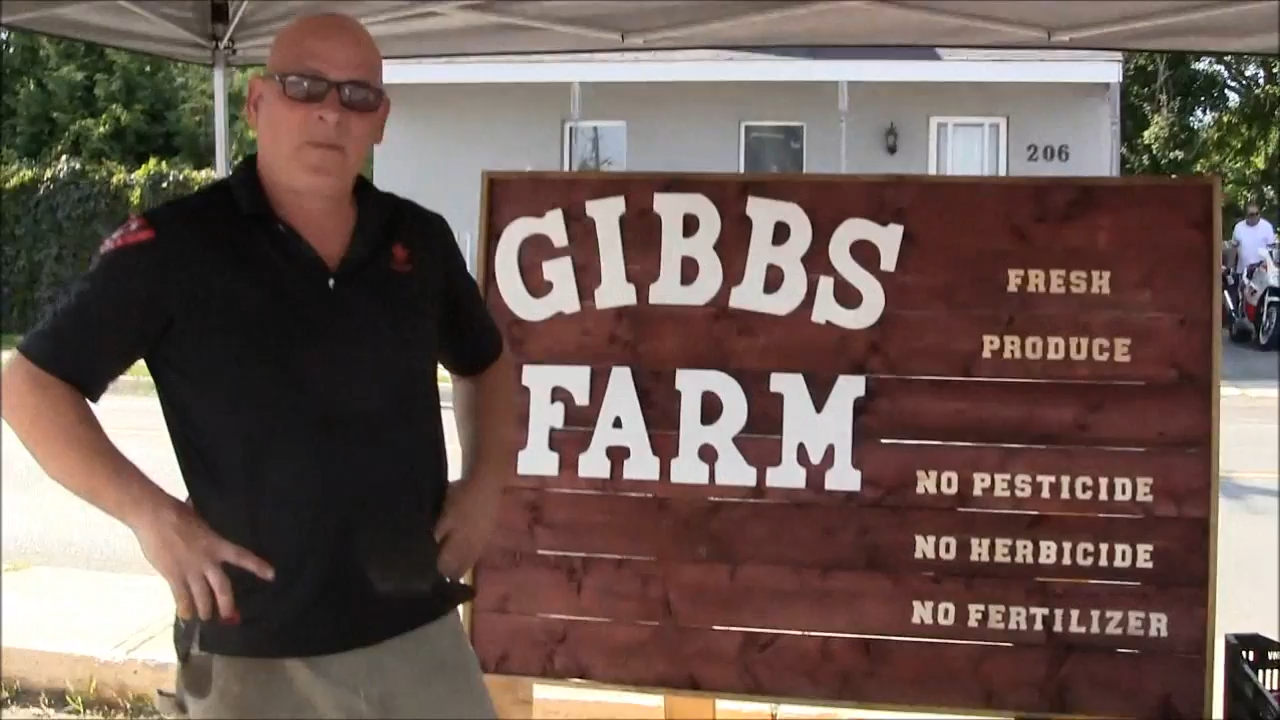 206
GIBBS
FARM
FRESH
PRODUCE
NO PESTICIDE
NO HERBICIDE
NO FERTILIZER